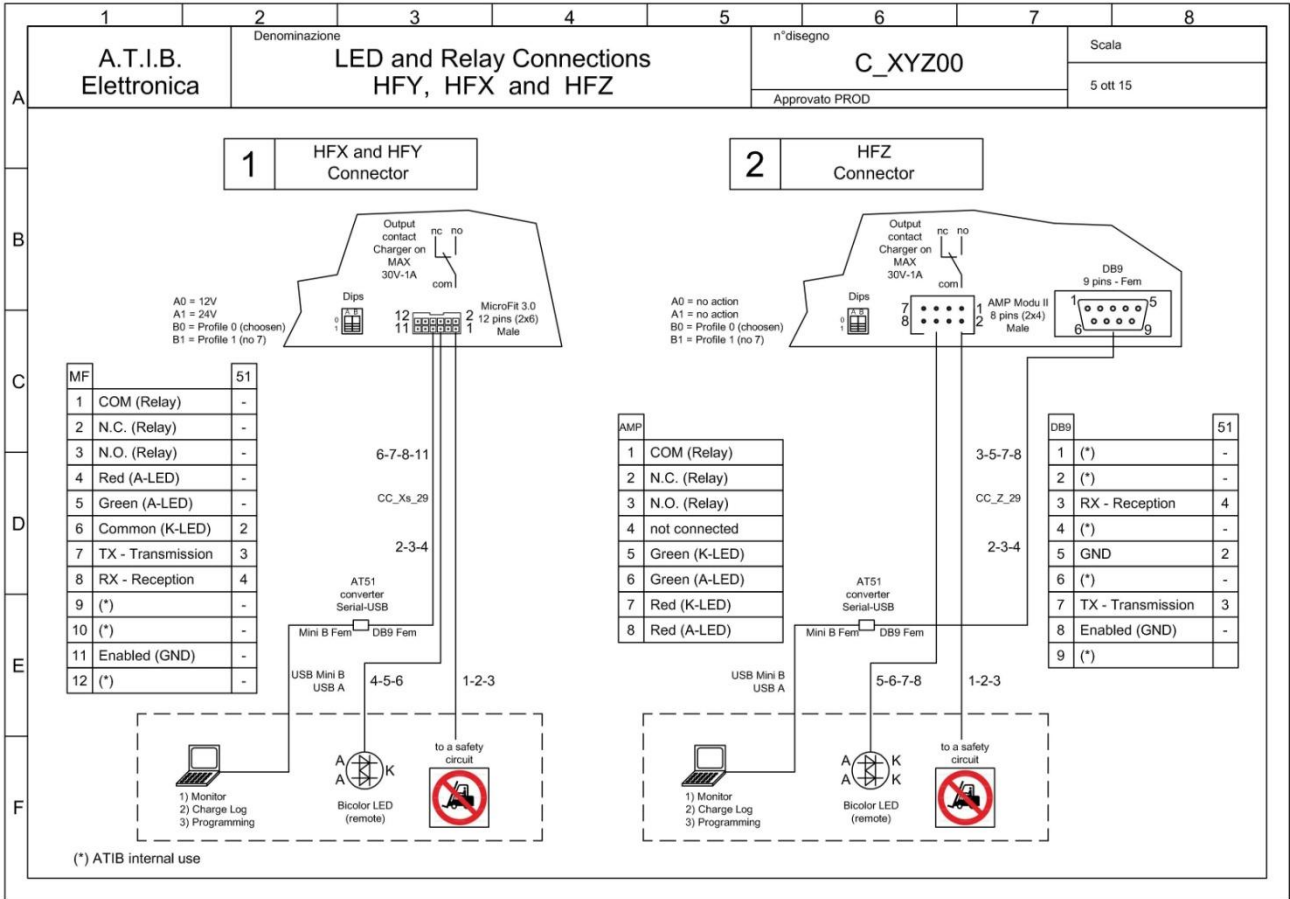 1 2 3 4 5 6 7 8
A
B
C
D
E
F
A.T.I.B.
Elettronica
Denominazione
LED and Relay Connections
HFY, HFX and HFZ
n°disegno
C_XYZ00
Approvato PROD
Scala
5 ott 15
1
HFX and HFY
Connector
Output
contact
Charger on
MAX
30V-1A
nc no
com
A0 = 12V
A1 = 24V
B0 = Profile 0 (choosen)
B1 = Profile 1 (no 7)
Dips
A B
0
1
12 2
11 1
MicroFit 3.0
12 pins (2x6)
Male
MF 51
1 COM (Relay) -
2 N.C. (Relay) -
3 N.O. (Relay) -
4 Red (A-LED) -
5 Green (A-LED) -
6 Common (K-LED) 2
7 TX - Transmission 3
8 RX - Reception 4
9 (*) -
10 (*) -
11 Enabled (GND) -
12 (*) -
6-7-8-11
CC_Xs_29
2-3-4
AT51
converter
Serial-USB
Mini B Fem DB9 Fem
USB Mini B
USB A
4-5-6
1-2-3
1) Monitor
2) Charge Log
3) Programming
A K
A
Bicolor LED
(remote)
to a safety
circuit
2
HFZ
Connector
Output
contact
Charger on
MAX
30V-1A
nc no
com
A0 = no action
A1 = no action
B0 = Profile 0 (choosen)
B1 = Profile 1 (no 7)
Dips
A B
0
1
7 1
8 2
AMP Modu II
8 pins (2x4)
Male
DB9
9 pins - Fem
1 5
6 9
AMP
1 COM (Relay)
2 N.C. (Relay)
3 N.O. (Relay)
4 not connected
5 Green (K-LED)
6 Green (A-LED)
7 Red (K-LED)
8 Red (A-LED)
3-5-7-8
CC_Z_29
2-3-4
DB9 51
1 (*) -
2 (*) -
3 RX - Reception 4
4 (*) -
5 GND 2
6 (*) -
7 TX - Transmission 3
8 Enabled (GND) -
9 (*)
AT51
converter
Serial-USB
Mini B Fem DB9 Fem
USB Mini B
USB A
5-6-7-8
1-2-3
1) Monitor
2) Charge Log
3) Programming
A K
A K
Bicolor LED
(remote)
to a safety
circuit
(*) ATIB internal use